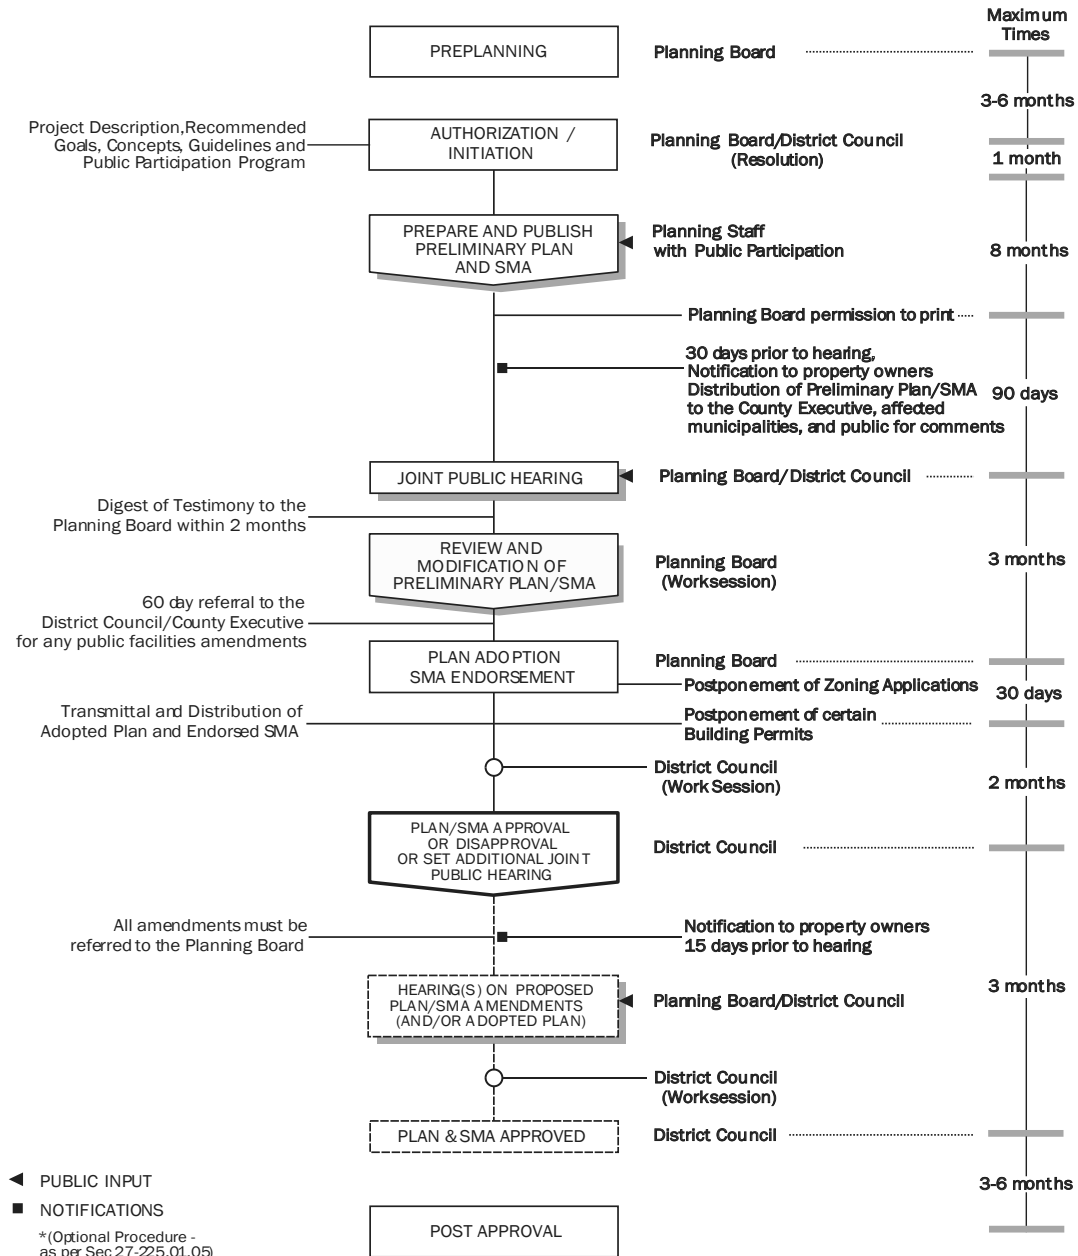 Maximum
Times
PREPLANNING
Planning Board
3-6 months
Project Description,Recommended
Goals, Concepts, Guidelines and
Public Participation Program
AUTHORIZATION /
INITIATION
Planning Board/District Council
(Resolution)
1 month
PREPARE AND PUBLISH
PRELIMINARY PLAN
AND SMA
Planning Staff
with Public Participation
8 months
Planning Board permission to print
30 days prior to hearing,
Notification to property owners
Distribution of Preliminary Plan/SMA
to the County Executive, affected
municipalities, and public for comments
90 days
JOINT PUBLIC HEARING
Planning Board/District Council
Digest of Testimony to the
Planning Board within 2 months
REVIEW AND
MODIFICATION OF
PRELIMINARY PLAN/SMA
Planning Board
(Worksession)
3 months
60 day referral to the
District Council/County Executive
for any public facilities amendments
PLAN ADOPTION
SMA ENDORSEMENT
Planning Board
Postponement of Zoning Applications
30 days
Transmittal and Distribution of
Adopted Plan and Endorsed SMA
Postponement of certain
Building Permits
District Council
(Work Session)
2 months
PLAN/SMA APPROVAL
OR DISAPPROVAL
OR SET ADDITIONAL JOINT
PUBLIC HEARING
District Council
All amendments must be
referred to the Planning Board
Notification to property owners
15 days prior to hearing
HEARING(S) ON PROPOSED
PLAN/SMA AMENDMENTS
(AND/OR ADOPTED PLAN)
Planning Board/District Council
3 months
District Council
(Worksession)
PLAN & SMA APPROVED
District Council
3-6 months
PUBLIC INPUT
NOTIFICATIONS
*(Optional Procedure -
as per Sec 27-225.01.05)
POST APPROVAL